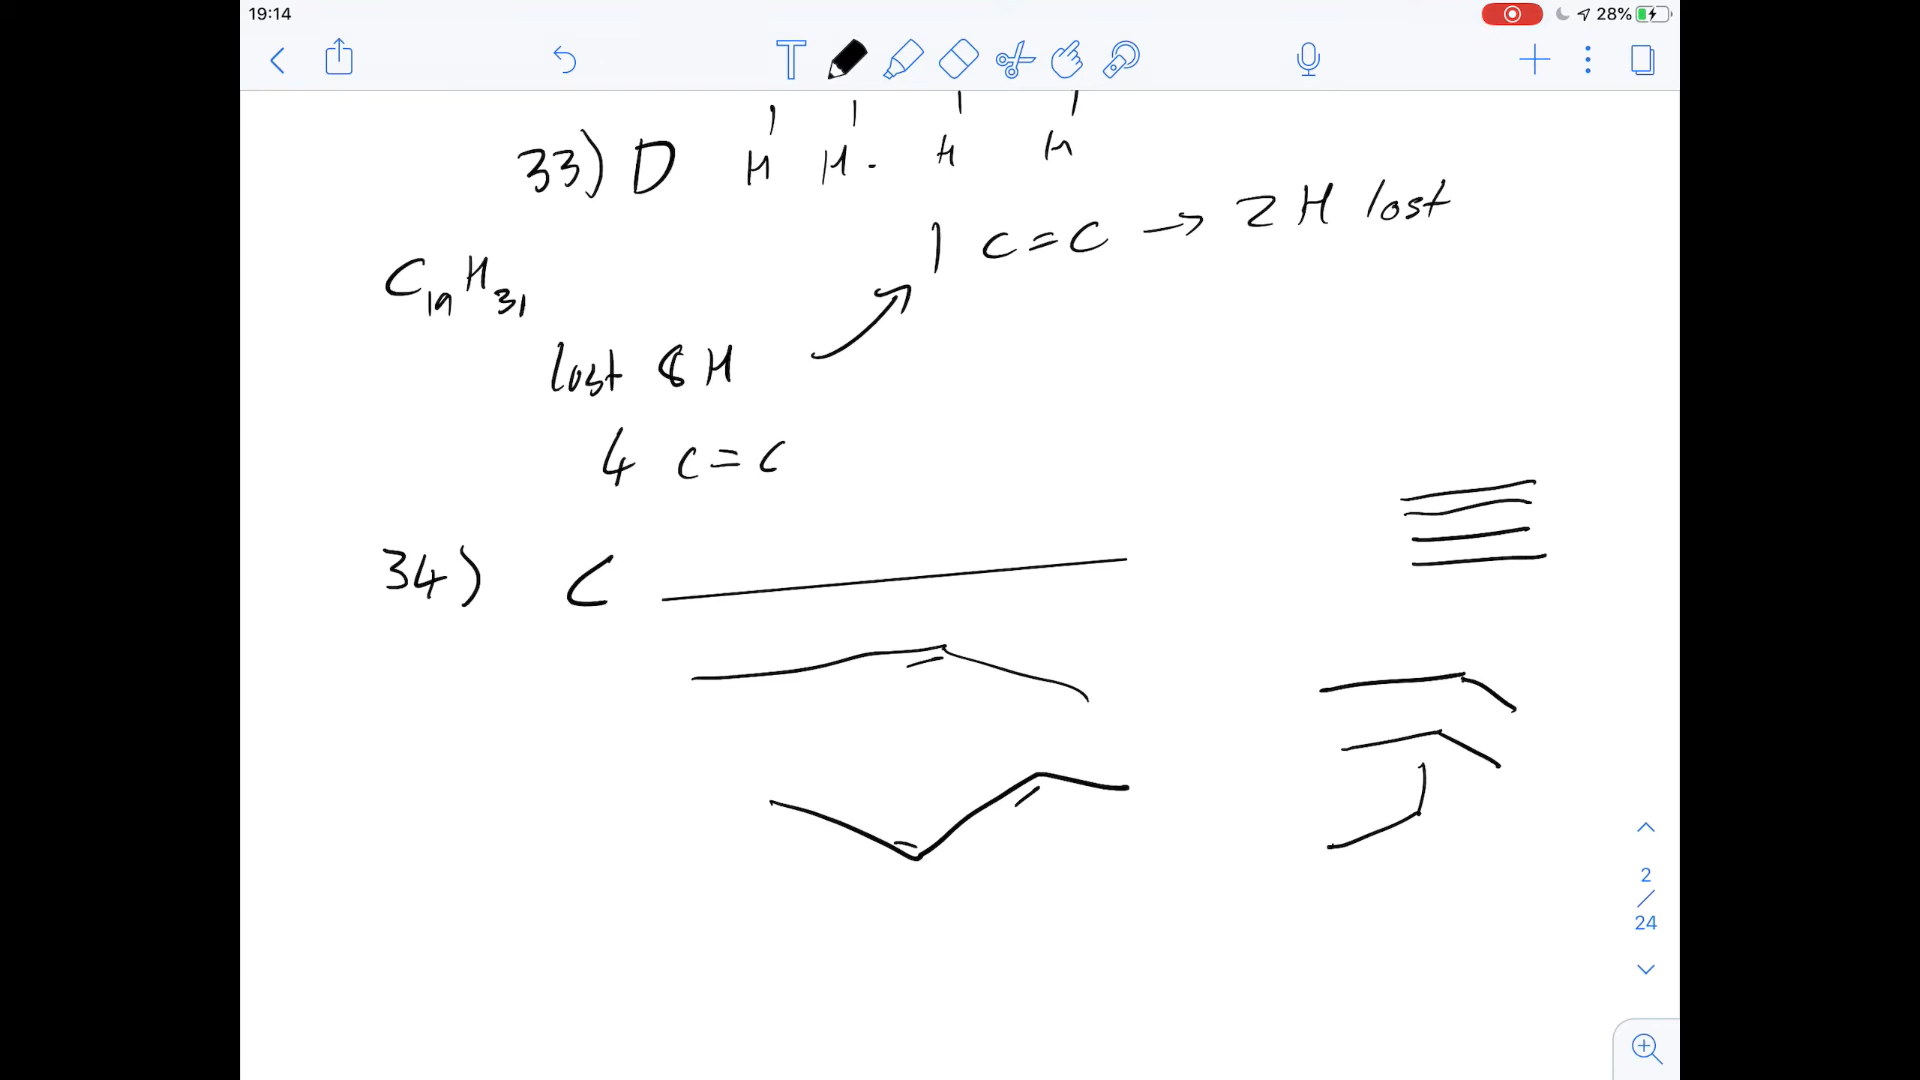 19:14
28%
T
33) D H H - H H
1 C=C → 2 H lost
C19H31
lost 8 H
4 C=C
34) C
2
/
24